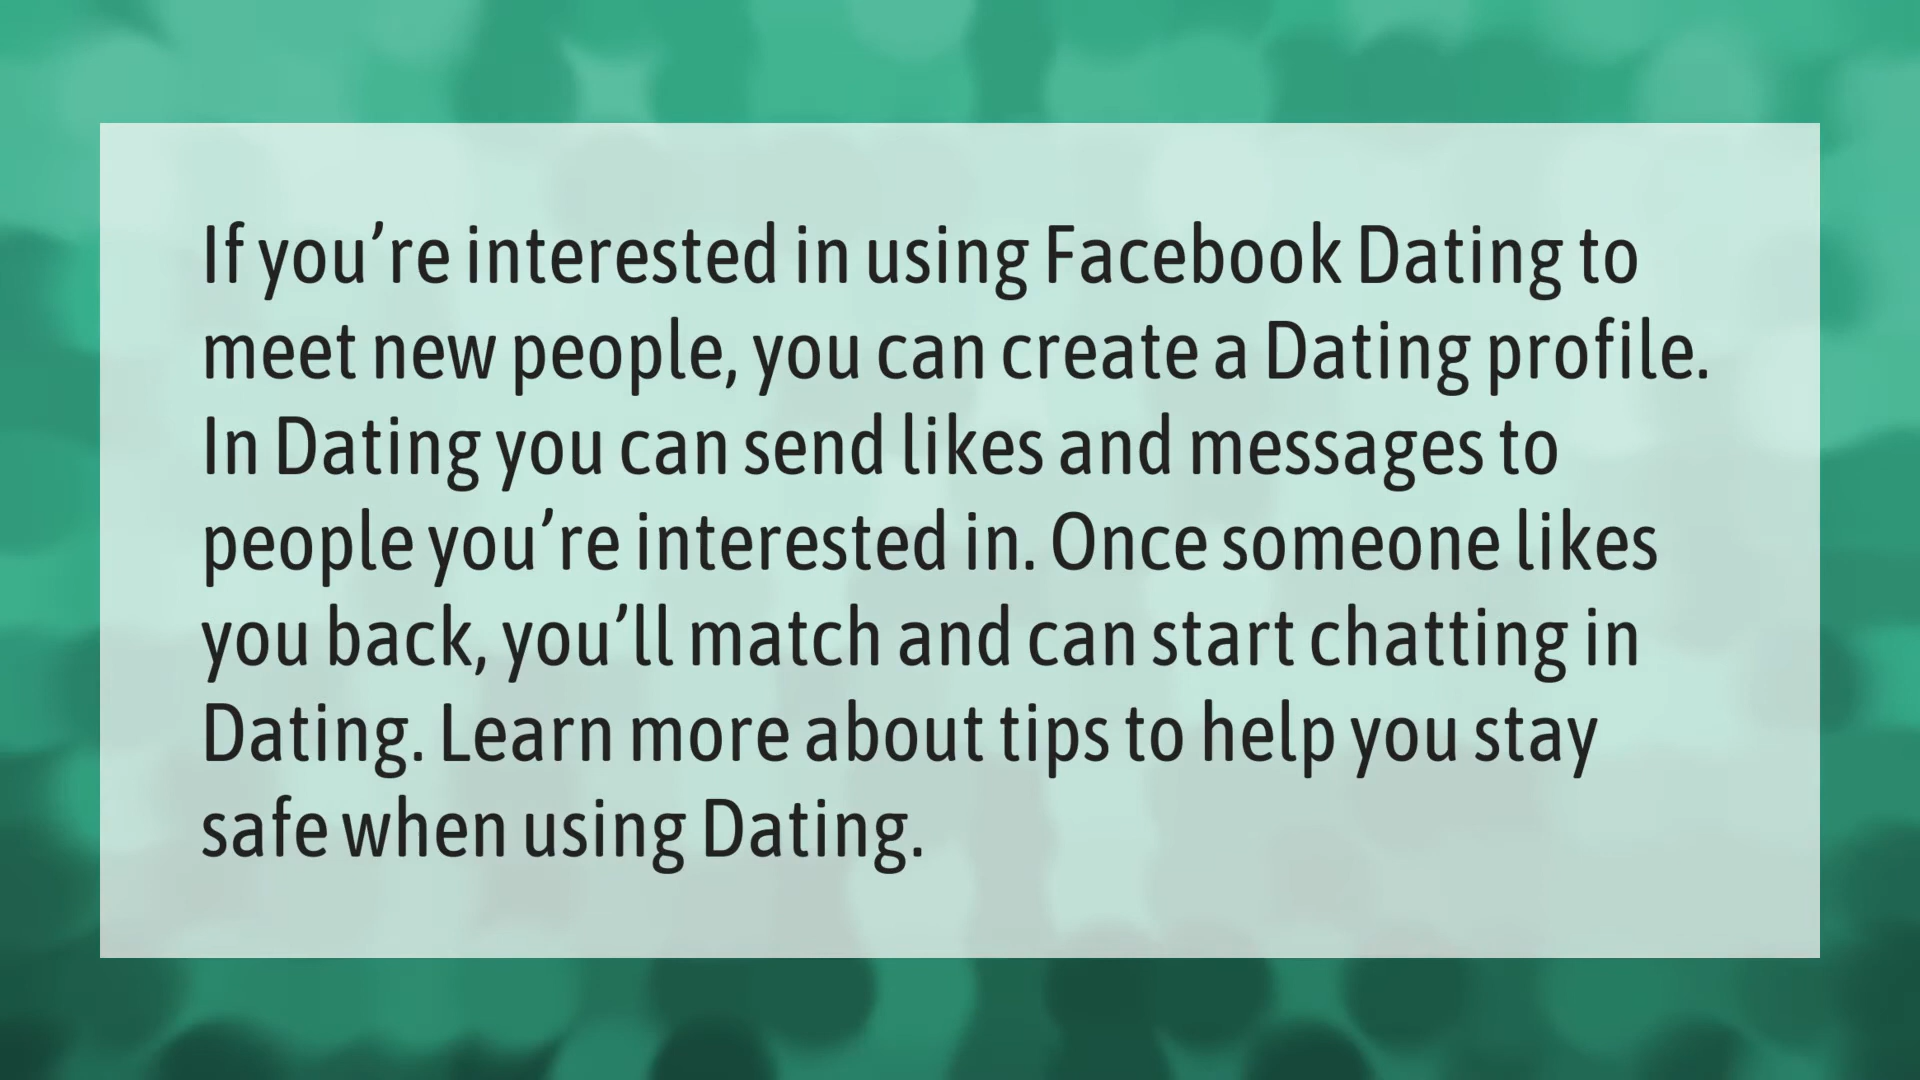 If you’re interested in using Facebook Dating to
meet new people, you can create a Dating profile.
In Dating you can send likes and messages to
people you’re interested in. Once someone likes
you back, you’ll match and can start chatting in
Dating. Learn more about tips to help you stay
safe when using Dating.